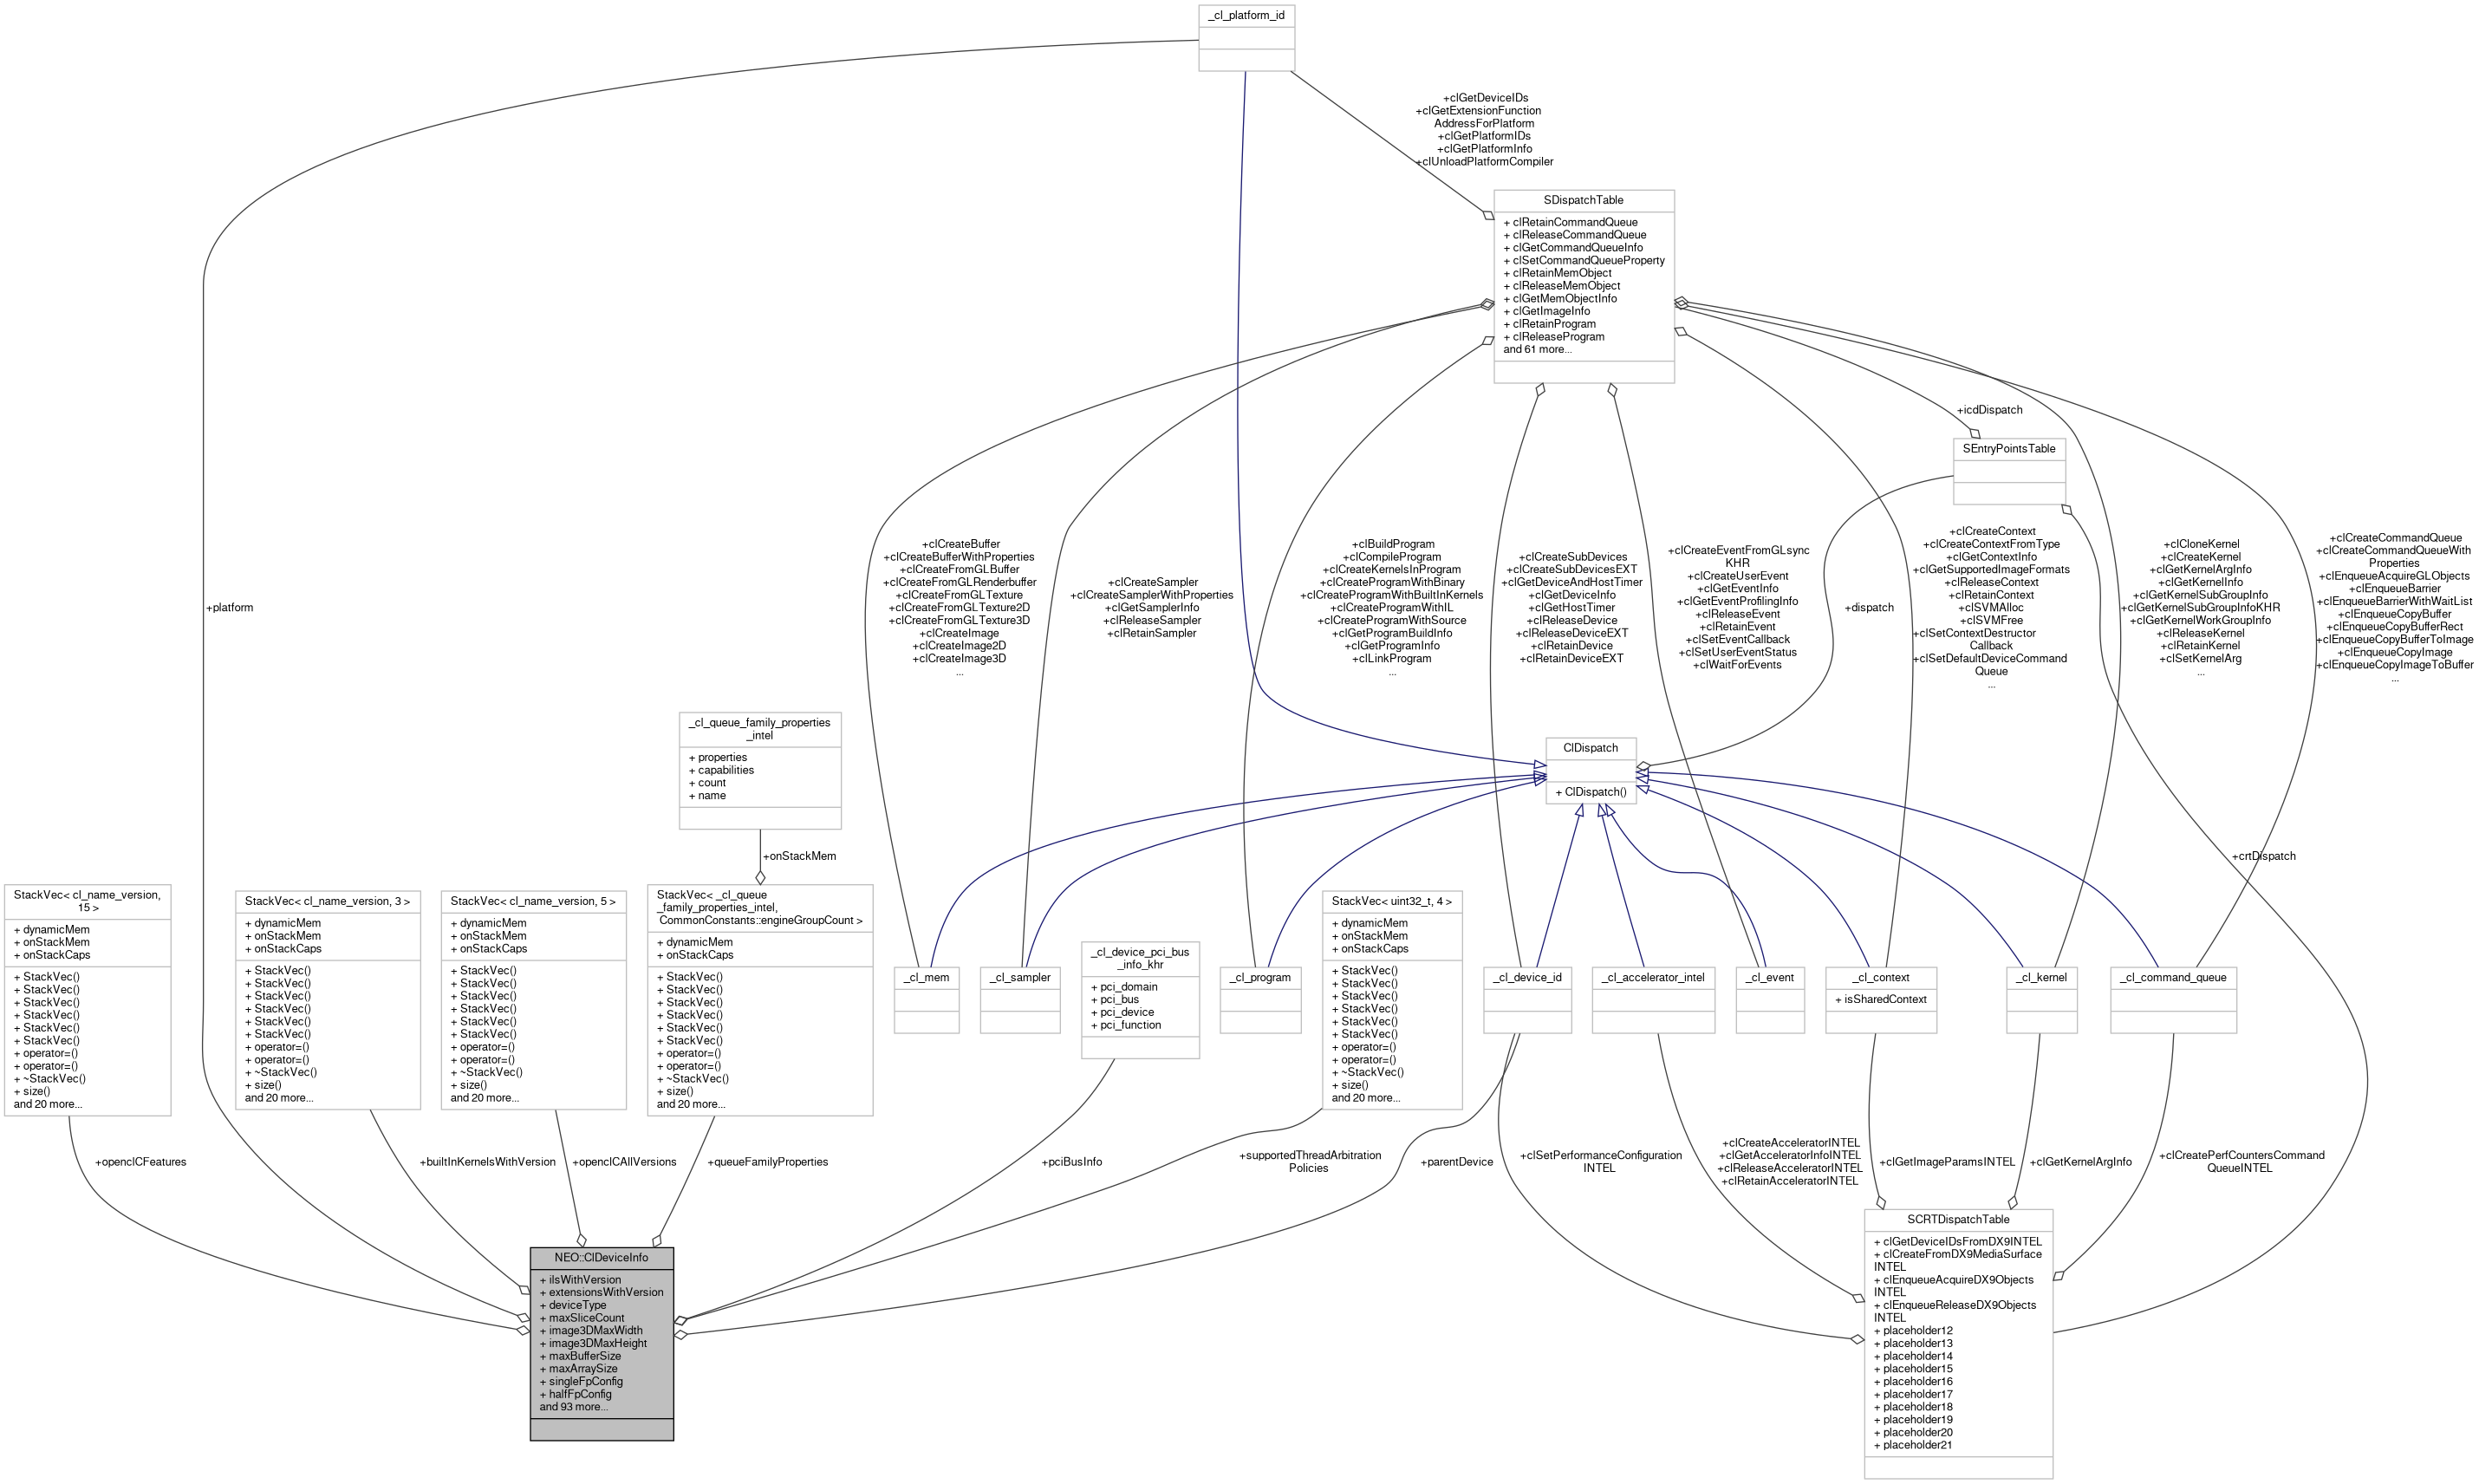 _cl_platform_id
+clGetDeviceIDs
+clGetExtensionFunction
AddressForPlatform
+clGetPlatformIDs
+clGetPlatformInfo
+clUnloadPlatformCompiler
SDispatchTable
+ clRetainCommandQueue
+ clReleaseCommandQueue
+ clGetCommandQueueInfo
+ clSetCommandQueueProperty
+ clRetainMemObject
+ clReleaseMemObject
+ clGetMemObjectInfo
+ clGetImageInfo
+ clRetainProgram
+ clReleaseProgram
and 61 more...
+icdDispatch
SEntryPointsTable
+platform
+clCreateBuffer
+clCreateBufferWithProperties
+clCreateFromGLBuffer
+clCreateFromGLRenderbuffer
+clCreateFromGLTexture
+clCreateFromGLTexture2D
+clCreateFromGLTexture3D
+clCreateImage
+clCreateImage2D
+clCreateImage3D
...
+clCreateSampler
+clCreateSamplerWithProperties
+clGetSamplerInfo
+clReleaseSampler
+clRetainSampler
+clBuildProgram
+clCompileProgram
+clCreateKernelsInProgram
+clCreateProgramWithBinary
+clCreateProgramWithBuiltInKernels
+clCreateProgramWithIL
+clCreateProgramWithSource
+clGetProgramBuildInfo
+clGetProgramInfo
+clLinkProgram
...
+clCreateSubDevices
+clCreateSubDevicesEXT
+clGetDeviceAndHostTimer
+clGetDeviceInfo
+clGetHostTimer
+clReleaseDevice
+clReleaseDeviceEXT
+clRetainDevice
+clRetainDeviceEXT
+clCreateEventFromGLsync
KHR
+clCreateUserEvent
+clGetEventInfo
+clGetEventProfilingInfo
+clReleaseEvent
+clRetainEvent
+clSetEventCallback
+clSetUserEventStatus
+clWaitForEvents
+dispatch
+clCreateContext
+clCreateContextFromType
+clGetContextInfo
+clGetSupportedImageFormats
+clReleaseContext
+clRetainContext
+clSVMAlloc
+clSVMFree
+clSetContextDestructor
Callback
+clSetDefaultDeviceCommand
Queue
...
+clCloneKernel
+clCreateKernel
+clGetKernelArgInfo
+clGetKernelInfo
+clGetKernelSubGroupInfo
+clGetKernelSubGroupInfoKHR
+clGetKernelWorkGroupInfo
+clReleaseKernel
+clRetainKernel
+clSetKernelArg
...
+clCreateCommandQueue
+clCreateCommandQueueWith
Properties
+clEnqueueAcquireGLObjects
+clEnqueueBarrier
+clEnqueueBarrierWithWaitList
+clEnqueueCopyBuffer
+clEnqueueCopyBufferRect
+clEnqueueCopyBufferToImage
+clEnqueueCopyImage
+clEnqueueCopyImageToBuffer
...
_cl_queue_family_properties
_intel
+ properties
+ capabilities
+ count
+ name
ClDispatch
+ ClDispatch()
+onStackMem
+crtDispatch
StackVec< cl_name_version,
15 >
+ dynamicMem
+ onStackMem
+ onStackCaps
+ StackVec()
+ StackVec()
+ StackVec()
+ StackVec()
+ StackVec()
+ StackVec()
+ operator=()
+ operator=()
+ ~StackVec()
+ size()
and 20 more...
StackVec< cl_name_version, 3 >
+ dynamicMem
+ onStackMem
+ onStackCaps
+ StackVec()
+ StackVec()
+ StackVec()
+ StackVec()
+ StackVec()
+ StackVec()
+ operator=()
+ operator=()
+ ~StackVec()
+ size()
and 20 more...
StackVec< cl_name_version, 5 >
+ dynamicMem
+ onStackMem
+ onStackCaps
+ StackVec()
+ StackVec()
+ StackVec()
+ StackVec()
+ StackVec()
+ StackVec()
+ operator=()
+ operator=()
+ ~StackVec()
+ size()
and 20 more...
StackVec< _cl_queue
_family_properties_intel,
CommonConstants::engineGroupCount >
+ dynamicMem
+ onStackCaps
+ StackVec()
+ StackVec()
+ StackVec()
+ StackVec()
+ StackVec()
+ StackVec()
+ operator=()
+ operator=()
+ ~StackVec()
+ size()
and 20 more...
_cl_mem
_cl_sampler
_cl_device_pci_bus
_info_khr
+ pci_domain
+ pci_bus
+ pci_device
+ pci_function
_cl_program
StackVec< uint32_t, 4 >
+ dynamicMem
+ onStackMem
+ onStackCaps
+ StackVec()
+ StackVec()
+ StackVec()
+ StackVec()
+ StackVec()
+ StackVec()
+ operator=()
+ operator=()
+ ~StackVec()
+ size()
and 20 more...
_cl_device_id
_cl_accelerator_intel
_cl_event
_cl_context
+ isSharedContext
_cl_kernel
_cl_command_queue
+openclCFeatures
+builtInKernelsWithVersion
+openclCAllVersions
+queueFamilyProperties
+pciBusInfo
+supportedThreadArbitration
Policies
+parentDevice
+clSetPerformanceConfiguration
INTEL
+clCreateAcceleratorINTEL
+clGetAcceleratorInfoINTEL
+clReleaseAcceleratorINTEL
+clRetainAcceleratorINTEL
+clGetImageParamsINTEL
+clGetKernelArgInfo
+clCreatePerfCountersCommand
QueueINTEL
NEO::ClDeviceInfo
+ ilsWithVersion
+ extensionsWithVersion
+ deviceType
+ maxSliceCount
+ image3DMaxWidth
+ image3DMaxHeight
+ maxBufferSize
+ maxArraySize
+ singleFpConfig
+ halfFpConfig
and 93 more...
SCRTDispatchTable
+ clGetDeviceIDsFromDX9INTEL
+ clCreateFromDX9MediaSurface
INTEL
+ clEnqueueAcquireDX9Objects
INTEL
+ clEnqueueReleaseDX9Objects
INTEL
+ placeholder12
+ placeholder13
+ placeholder14
+ placeholder15
+ placeholder16
+ placeholder17
+ placeholder18
+ placeholder19
+ placeholder20
+ placeholder21